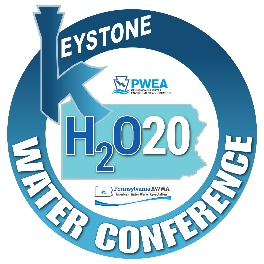 KEYSTONE
PWEA
H2O20
PennsylvaniaAWWA
WATER CONFERENCE